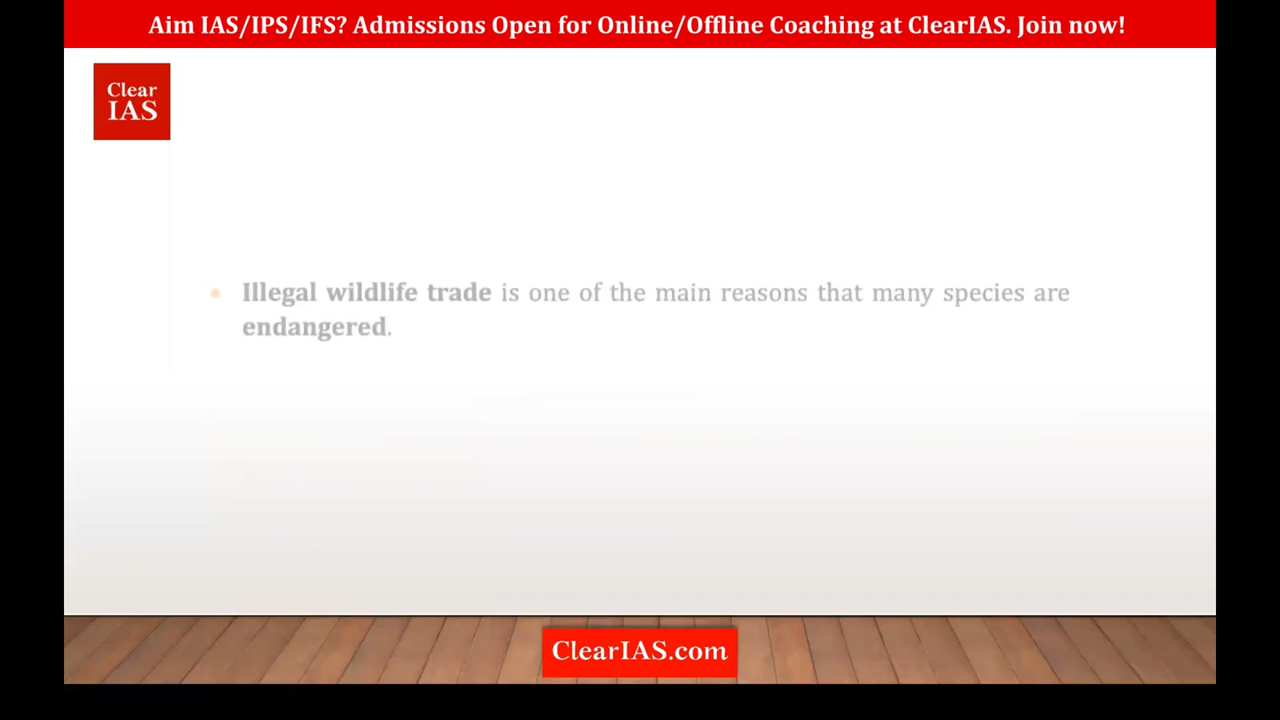 Aim IAS/IPS/IFS? Admissions Open for Online/Offline Coaching at ClearIAS. Join now!
Clear
IAS
• Illegal wildlife trade is one of the main reasons that many species are
endangered.
ClearIAS.com